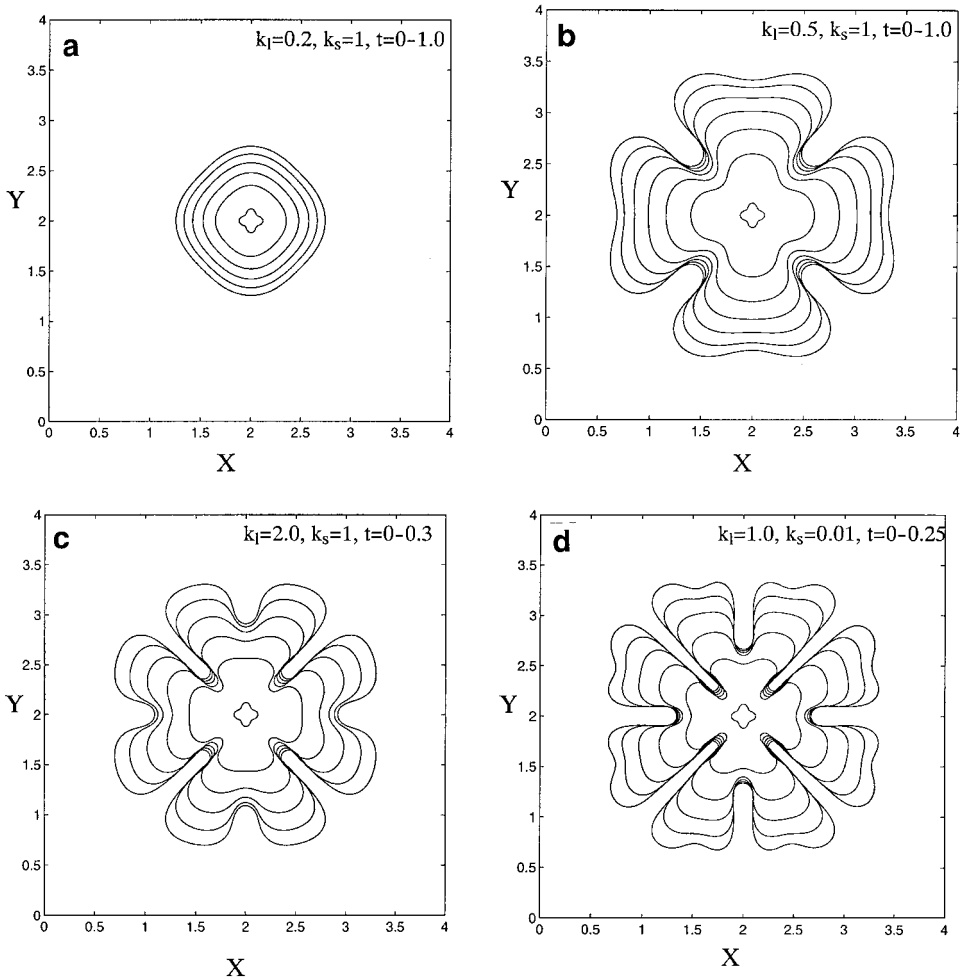 a
k_l=0.2, k_s=1, t=0-1.0
4
3.5
3
2.5
Y 2
1.5
1
0.5
0
0 0.5 1 1.5 2 2.5 3 3.5 4
X
b
k_l=0.5, k_s=1, t=0-1.0
4
3.5
3
2.5
Y 2
1.5
1
0.5
0
0 0.5 1 1.5 2 2.5 3 3.5 4
X
c
k_l=2.0, k_s=1, t=0-0.3
4
3.5
3
2.5
Y 2
1.5
1
0.5
0
0 0.5 1 1.5 2 2.5 3 3.5 4
X
d
k_l=1.0, k_s=0.01, t=0-0.25
4
3.5
3
2.5
Y 2
1.5
1
0.5
0
0 0.5 1 1.5 2 2.5 3 3.5 4
X